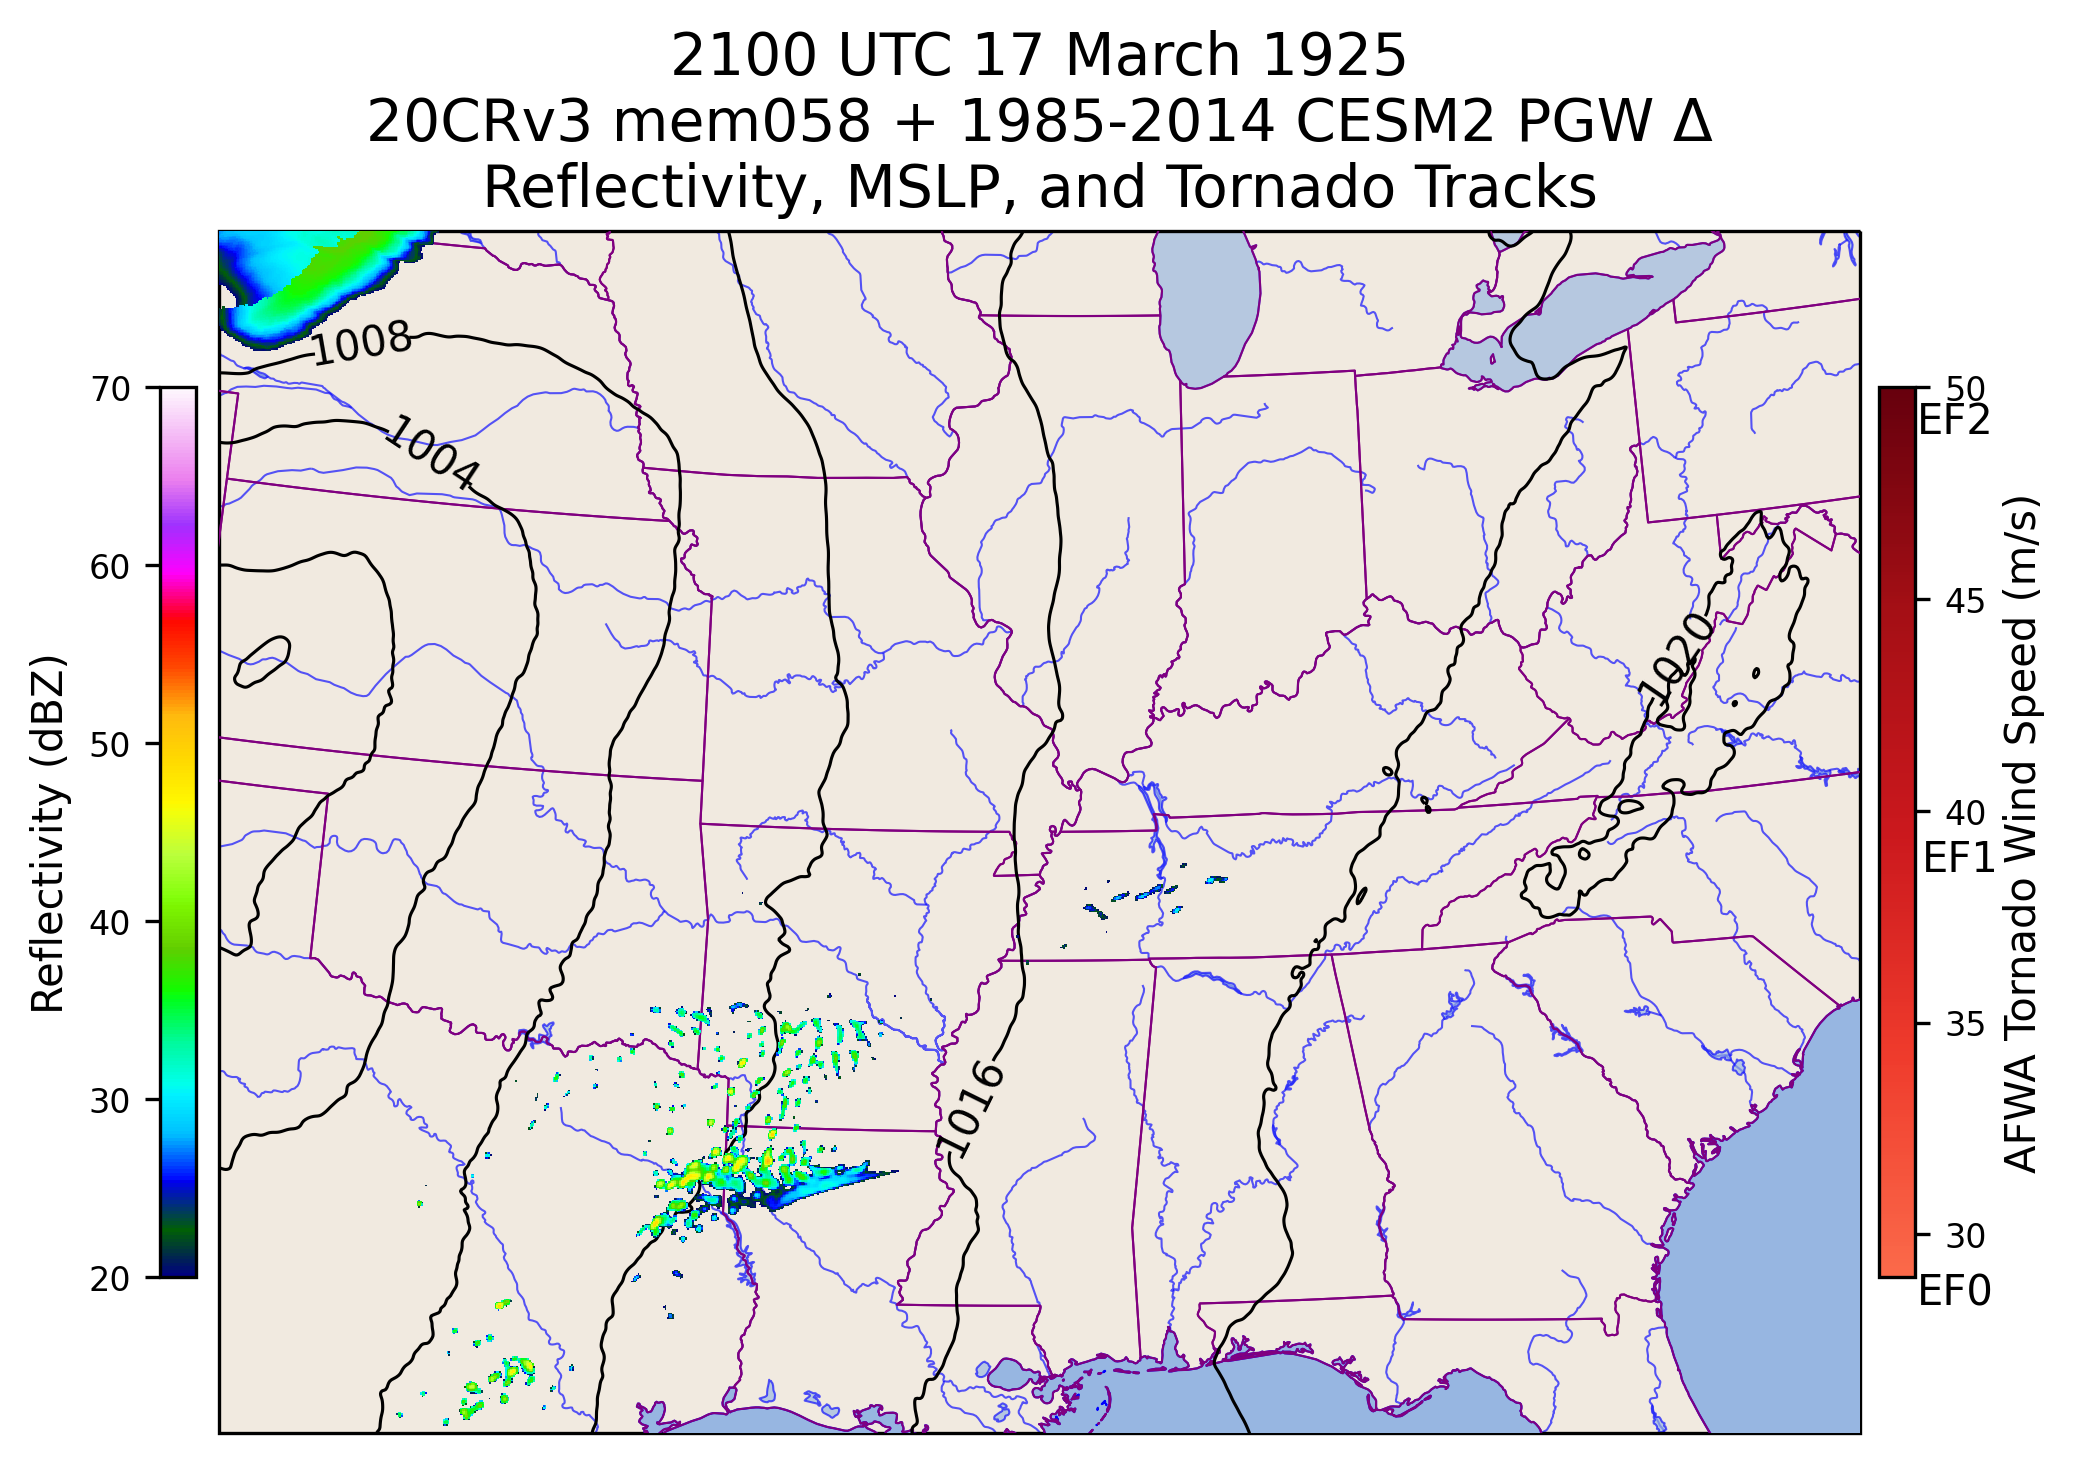 2100 UTC 17 March 1925
20CRv3 mem058 + 1985-2014 CESM2 PGW Δ
Reflectivity, MSLP, and Tornado Tracks
1008
1004
1020
1016
70
60
50
40
30
20
Reflectivity (dBZ)
50
EF2
45
40
EF1
35
30
EF0
AFWA Tornado Wind Speed (m/s)